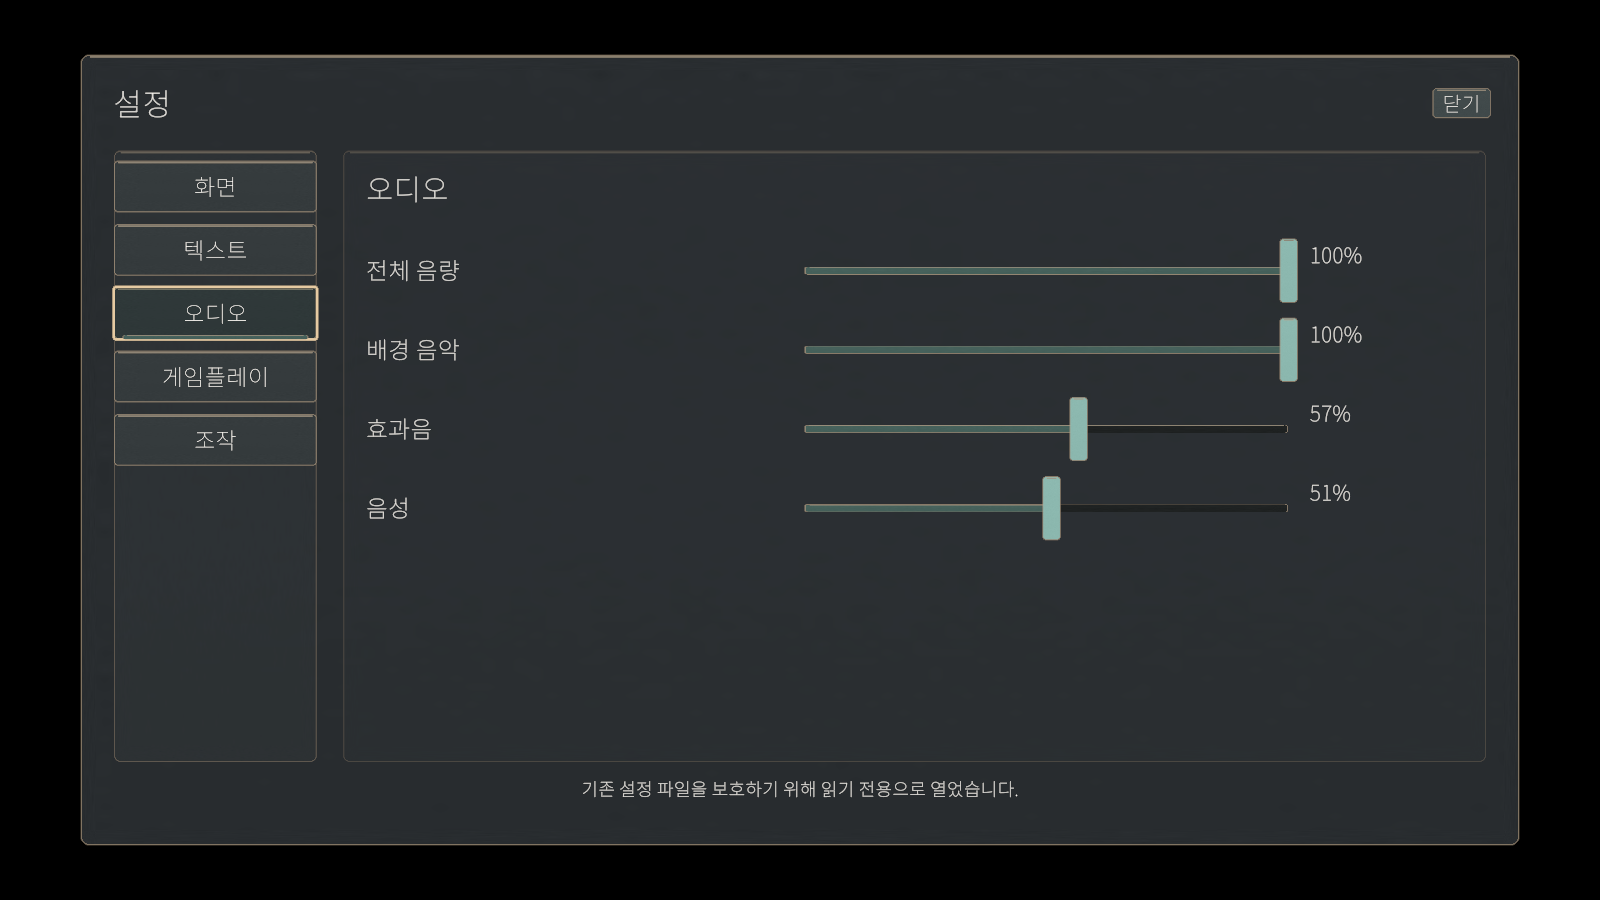 설정
닫기
화면
텍스트
오디오
게임플레이
조작
오디오
전체 음량
100%
배경 음악
100%
효과음
57%
음성
51%
기존 설정 파일을 보호하기 위해 읽기 전용으로 열었습니다.